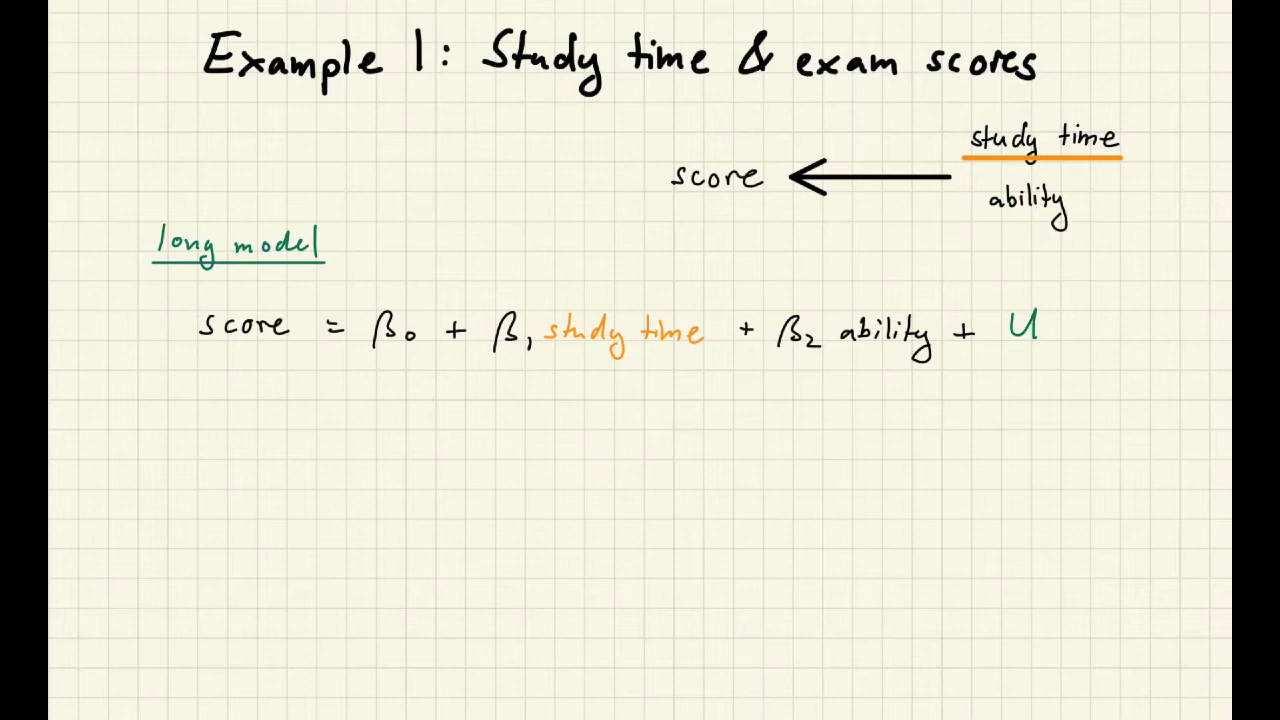 Example 1: Study time & exam scores
study time
score
ability
long model
score = β₀ + β₁ study time + β₂ ability + U